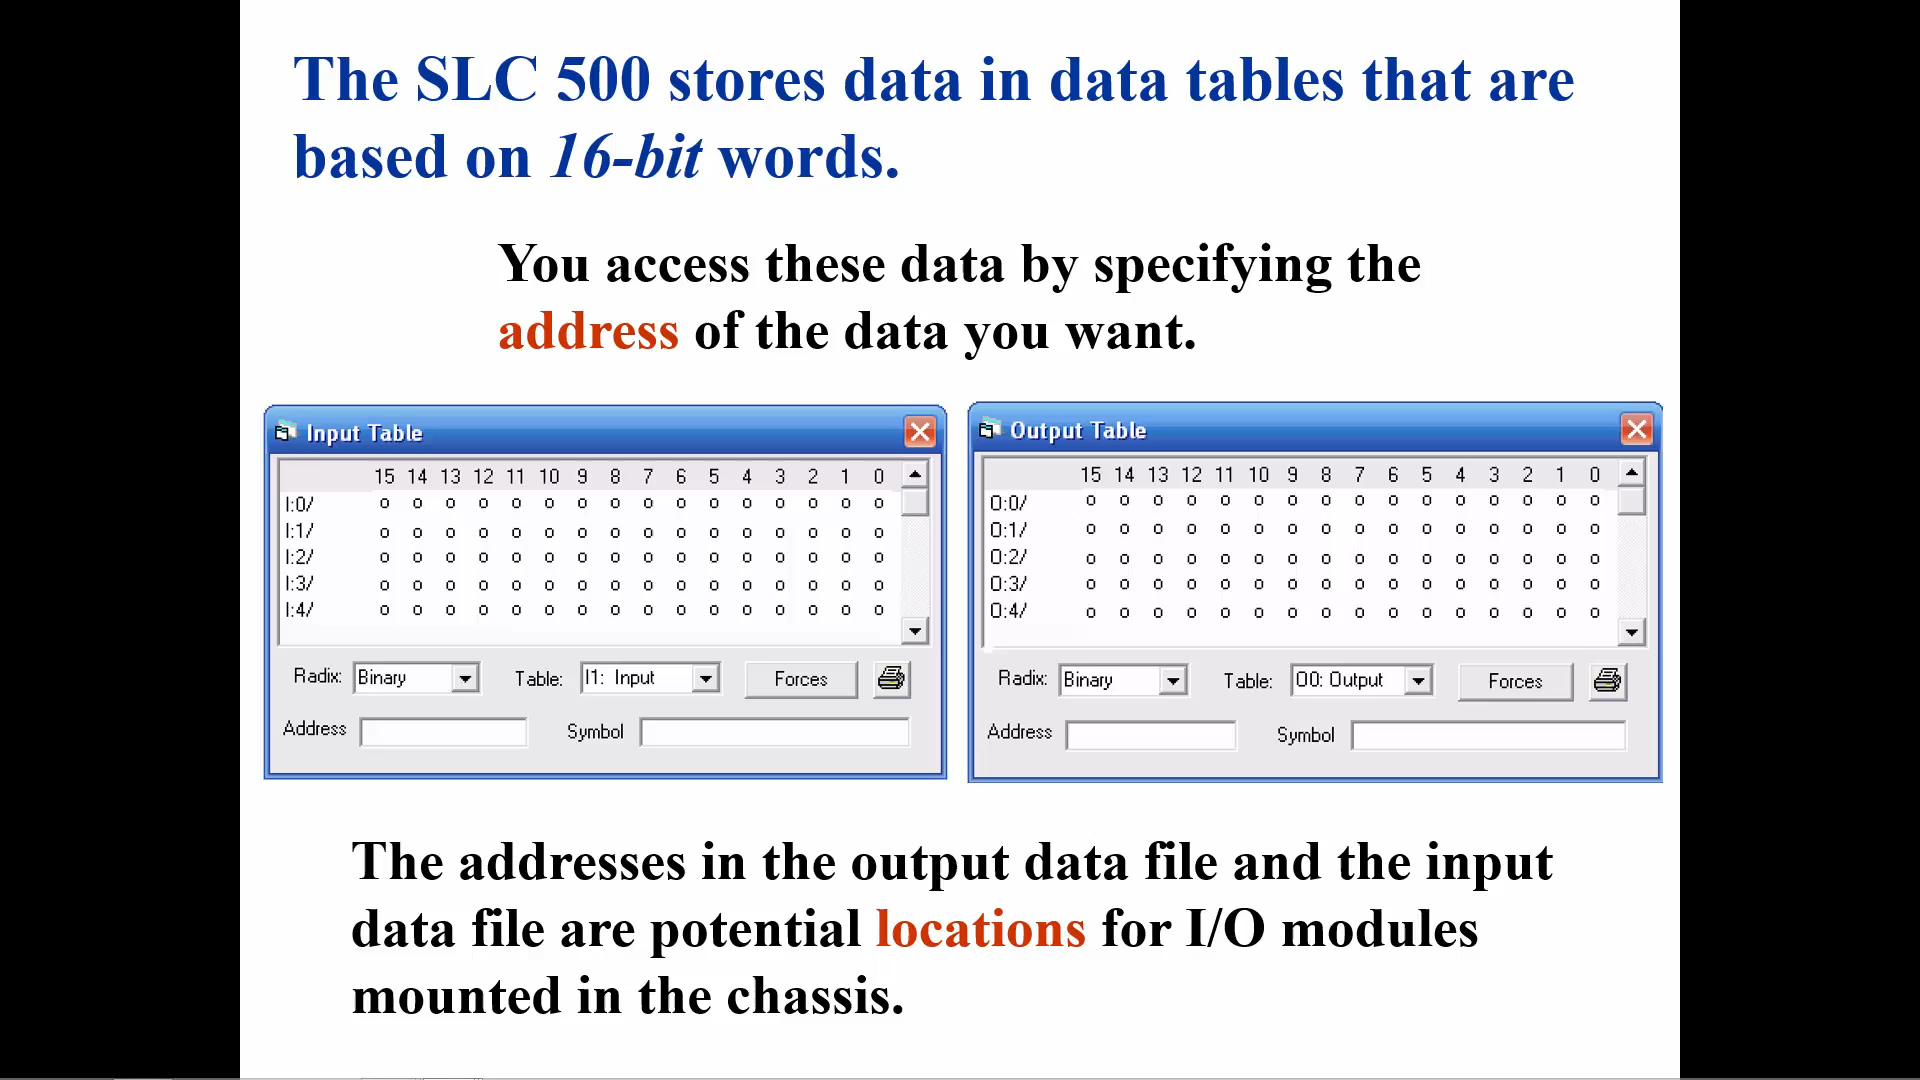 The SLC 500 stores data in data tables that are
based on 16-bit words.
You access these data by specifying the
address of the data you want.
Input Table
15 14 13 12 11 10 9 8 7 6 5 4 3 2 1 0
I:0/ 0 0 0 0 0 0 0 0 0 0 0 0 0 0 0 0
I:1/ 0 0 0 0 0 0 0 0 0 0 0 0 0 0 0 0
I:2/ 0 0 0 0 0 0 0 0 0 0 0 0 0 0 0 0
I:3/ 0 0 0 0 0 0 0 0 0 0 0 0 0 0 0 0
I:4/ 0 0 0 0 0 0 0 0 0 0 0 0 0 0 0 0
Radix: Binary Table: I1: Input Forces
Address Symbol
Output Table
15 14 13 12 11 10 9 8 7 6 5 4 3 2 1 0
O:0/ 0 0 0 0 0 0 0 0 0 0 0 0 0 0 0 0
O:1/ 0 0 0 0 0 0 0 0 0 0 0 0 0 0 0 0
O:2/ 0 0 0 0 0 0 0 0 0 0 0 0 0 0 0 0
O:3/ 0 0 0 0 0 0 0 0 0 0 0 0 0 0 0 0
O:4/ 0 0 0 0 0 0 0 0 0 0 0 0 0 0 0 0
Radix: Binary Table: O0: Output Forces
Address Symbol
The addresses in the output data file and the input
data file are potential locations for I/O modules
mounted in the chassis.